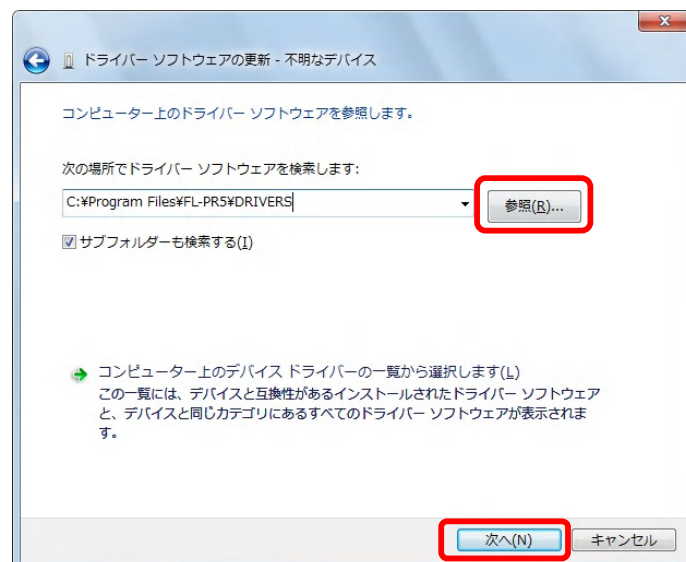 ドライバー ソフトウェアの更新 - 不明なデバイス
コンピューター上のドライバー ソフトウェアを参照します。
次の場所でドライバー ソフトウェアを検索します:
C:¥Program Files¥FL-PR5¥DRIVERS
参照(R)...
サブフォルダーも検索する(I)
コンピューター上のデバイス ドライバーの一覧から選択します(L)
この一覧には、デバイスと互換性があるインストールされたドライバー ソフトウェア
と、デバイスと同じカテゴリにあるすべてのドライバー ソフトウェアが表示されま
す。
次へ(N)
キャンセル